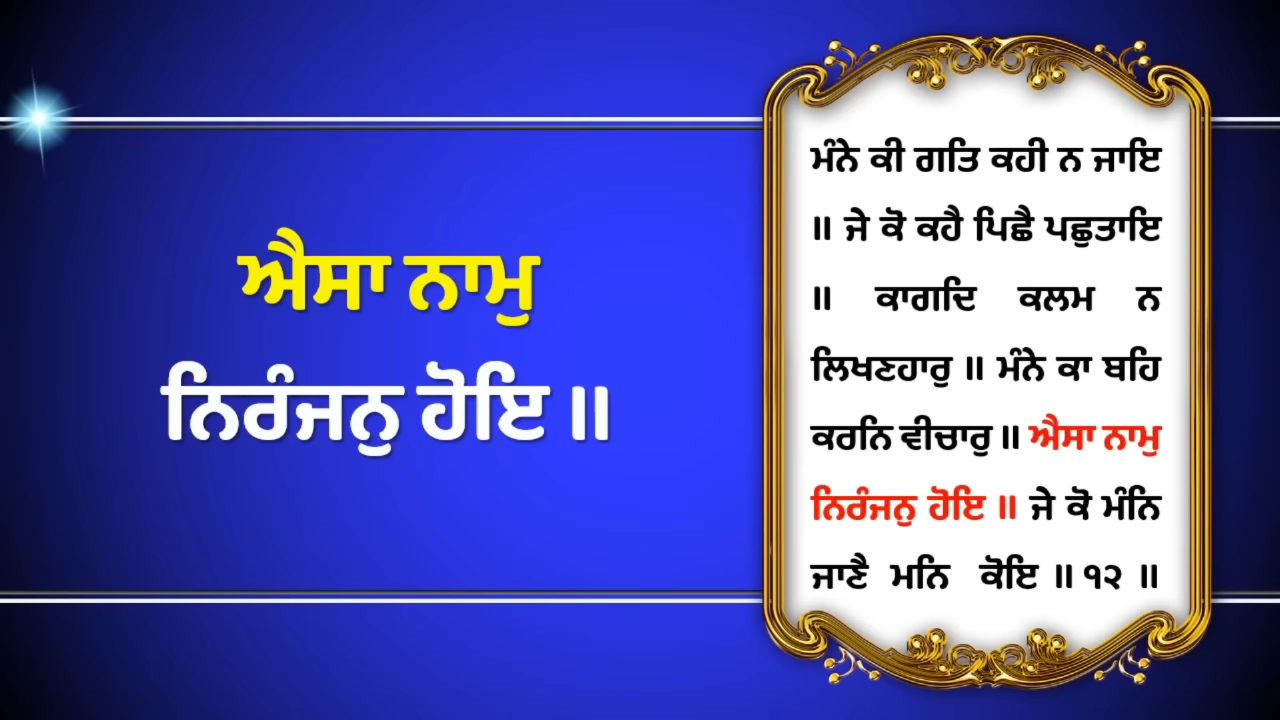 ਐਸਾ ਨਾਮੁ
ਨਿਰੰਜਨੁ ਹੋਇ ॥
ਮੰਨੇ ਕੀ ਗਤਿ ਕਹੀ ਨ ਜਾਇ
॥ ਜੇ ਕੋ ਕਹੈ ਪਿਛੈ ਪਛੁਤਾਇ
॥ ਕਾਗਦਿ ਕਲਮ ਨ
ਲਿਖਣਹਾਰੁ ॥ ਮੰਨੇ ਕਾ ਬਹਿ
ਕਰਨਿ ਵੀਚਾਰੁ ॥ ਐਸਾ ਨਾਮੁ
ਨਿਰੰਜਨੁ ਹੋਇ ॥ ਜੇ ਕੋ ਮੰਨਿ
ਜਾਣੈ ਮਨਿ ਕੋਇ ॥ ੧੨ ॥